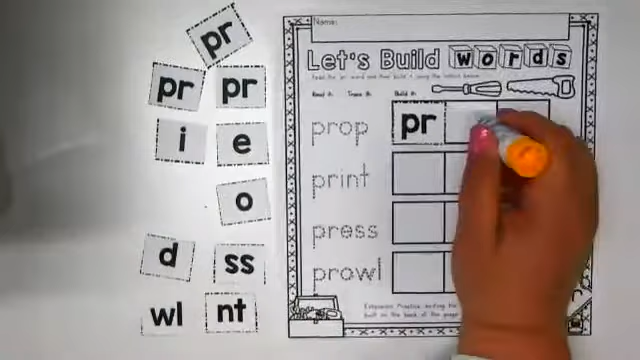 pr
pr pr
i e
o
d ss
wl nt
Name:
Let's Build words
Read It: Trace It: Build It:
prop pr
print
press
prowl